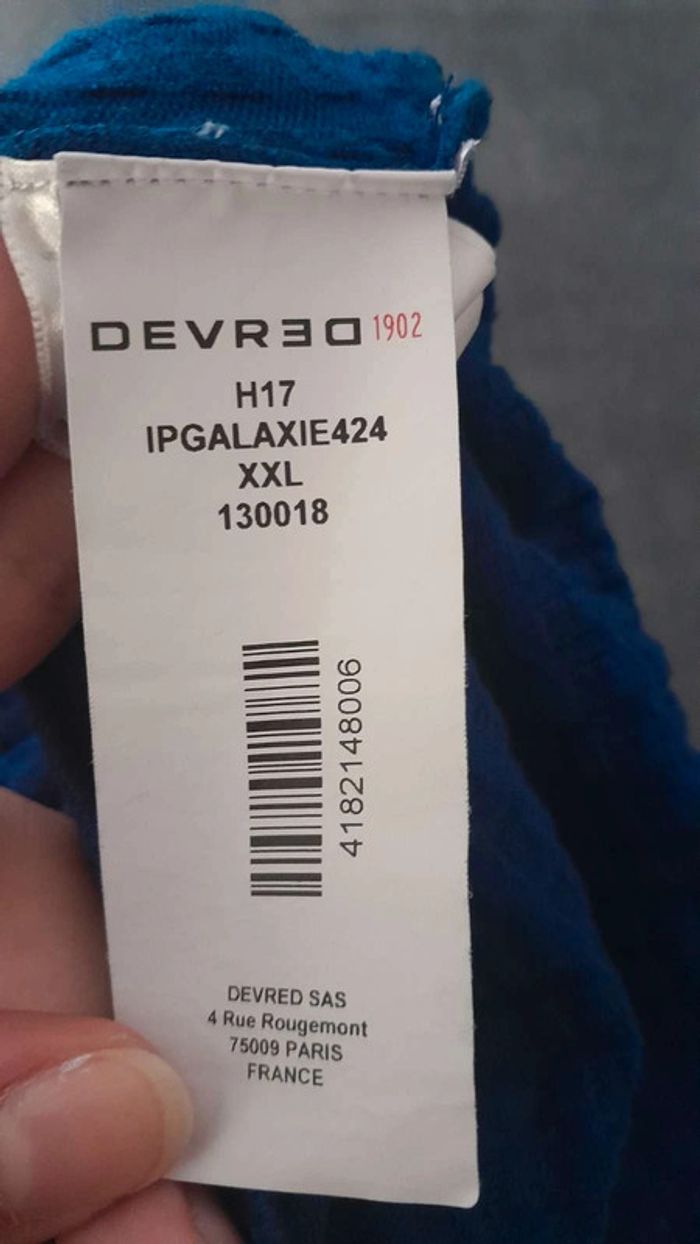 DEVRED 1902
H17
IPGALAXIE424
XXL
130018
4182148006
DEVRED SAS
4 Rue Rougemont
75009 PARIS
FRANCE